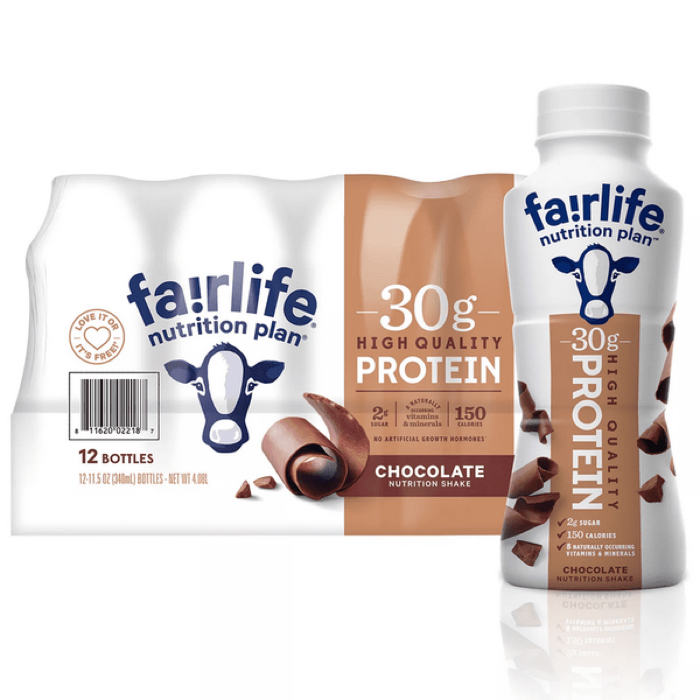 fa!rlife®
nutrition plan®
LOVE IT OR
IT'S FREE!
8 11620 02218 7
12 BOTTLES
12-11.5 OZ (340mL) BOTTLES - NET WT 4.08L
30g
HIGH QUALITY
PROTEIN
2g
SUGAR
8 NATURALLY
OCCURRING
vitamins
& minerals
150
CALORIES
NO ARTIFICIAL GROWTH HORMONES*
CHOCOLATE
NUTRITION SHAKE
fa!rlife®
nutrition plan™
30g
HIGH QUALITY
PROTEIN
2g SUGAR
150 CALORIES
8 NATURALLY OCCURRING
VITAMINS & MINERALS
CHOCOLATE
NUTRITION SHAKE